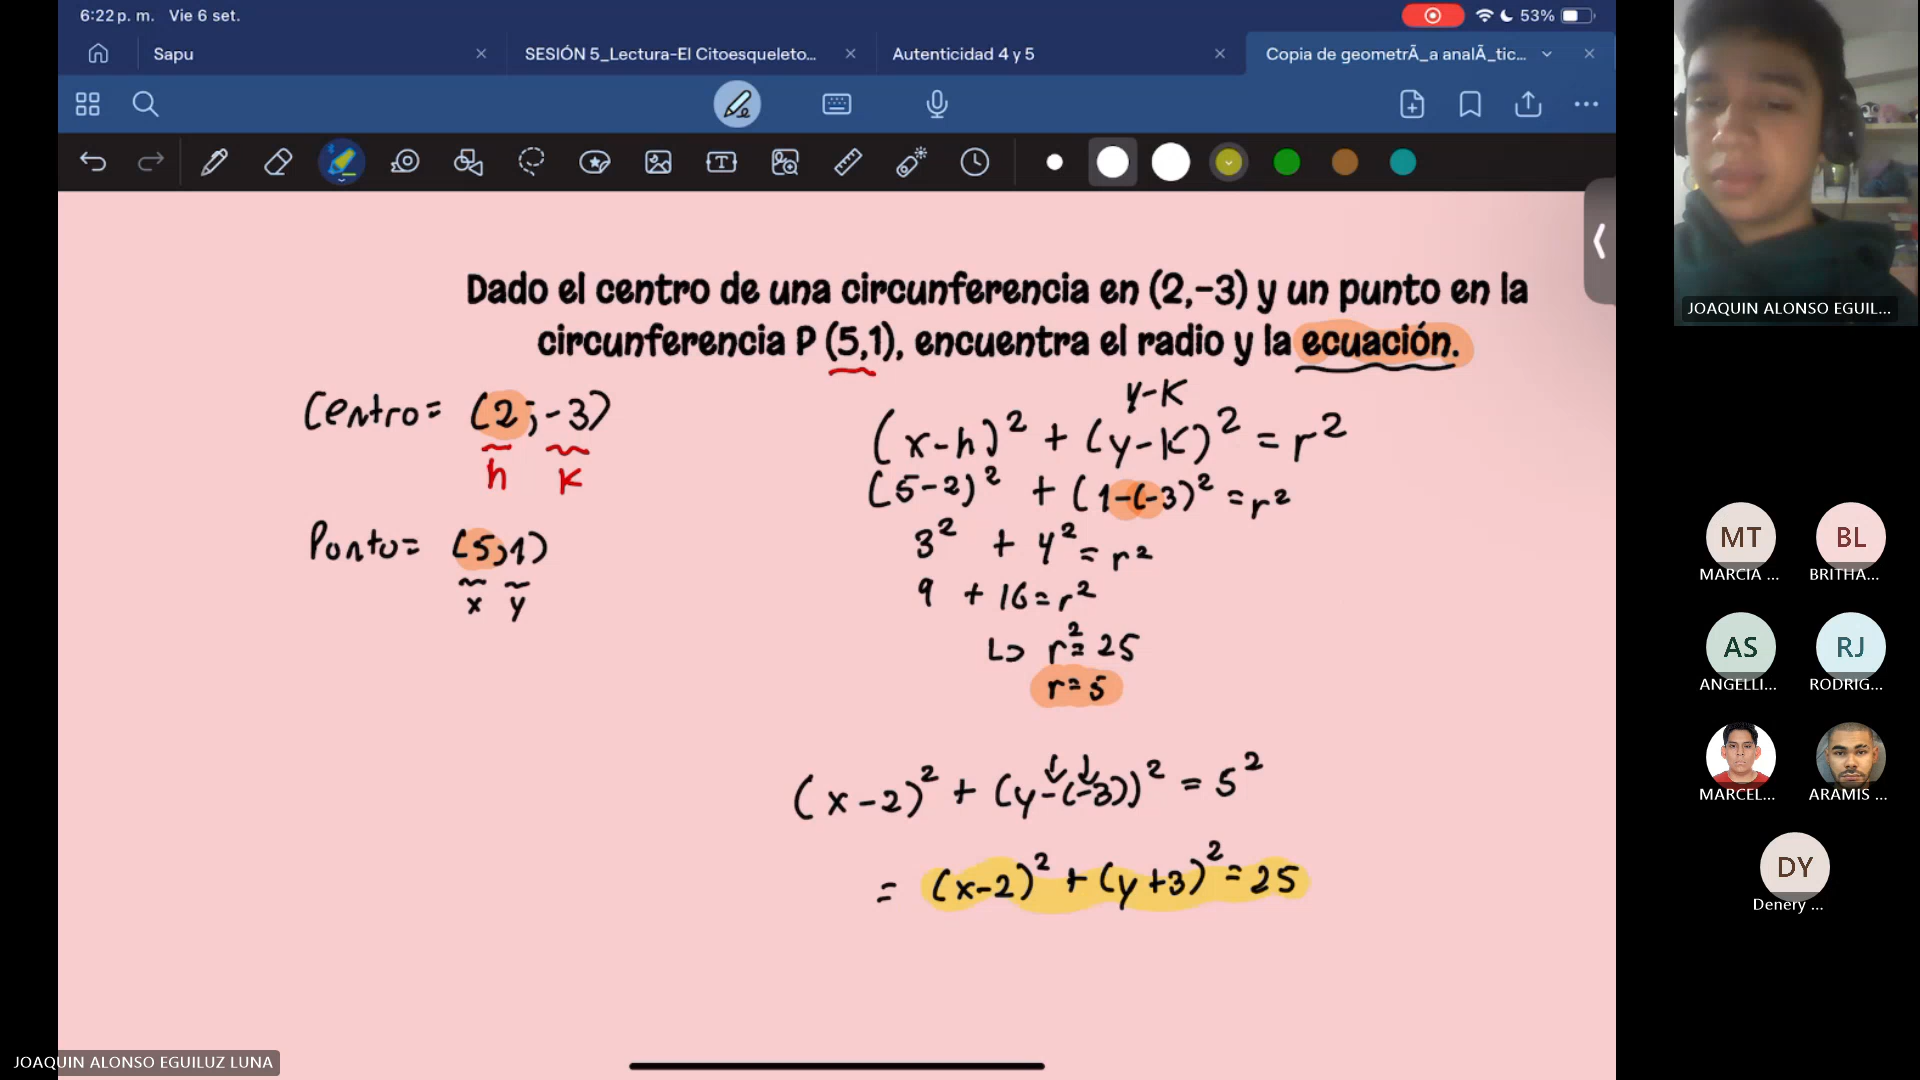 6:22 p. m. Vie 6 set.
53%
Sapu
SESIÓN 5_Lectura-El Citoesqueleto...
Autenticidad 4 y 5
Copia de geometrÃ_a analÃ_tic...
Dado el centro de una circunferencia en (2,-3) y un punto en la
circunferencia P (5,1), encuentra el radio y la ecuación.
Centro= (2;-3)
h K
Punto= (5,1)
x y
y-K
(x-h)² + (y-K)² = r²
(5-2)² + (1-(-3)² = r²
3² + 4² = r²
9 + 16 = r²
r² = 25
r = 5
(x-2)² + (y-(-3))² = 5²
= (x-2)² + (y+3)² = 25
JOAQUIN ALONSO EGUILUZ LUNA
JOAQUIN ALONSO EGUIL...
MT
MARCIA ...
BL
BRITHA...
AS
ANGELLI...
RJ
RODRIG...
MARCEL...
ARAMIS ...
DY
Denery ...